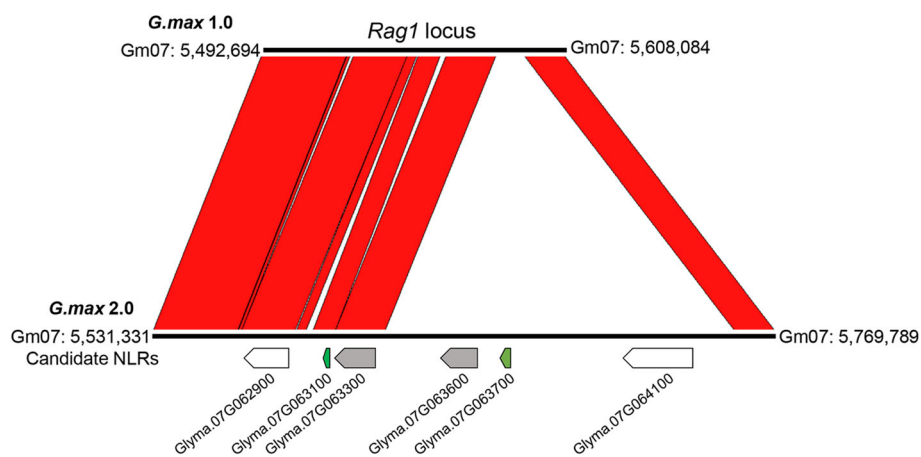 G.max 1.0
Rag1 locus
Gm07: 5,492,694
Gm07: 5,608,084
G.max 2.0
Gm07: 5,531,331
Gm07: 5,769,789
Candidate NLRs
Glyma.07G062900
Glyma.07G063100
Glyma.07G063300
Glyma.07G063600
Glyma.07G063700
Glyma.07G064100